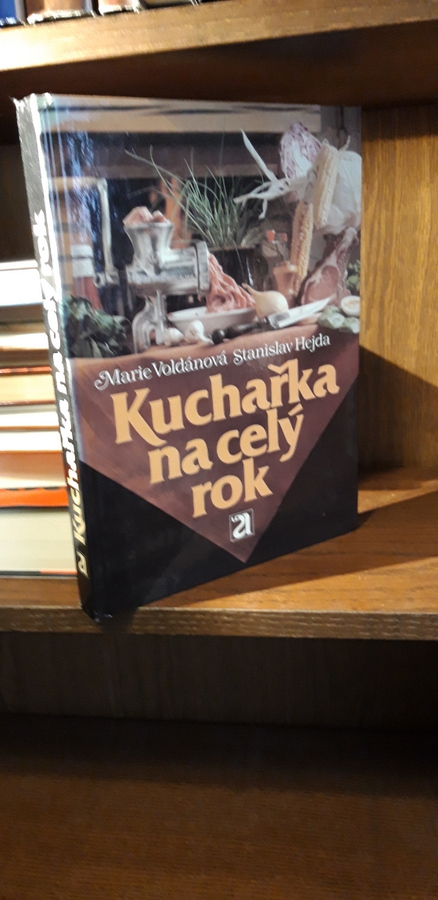 Marie Voldánová Stanislav Hejda
Kuchařka
na celý
rok
Kuchařka na celý rok